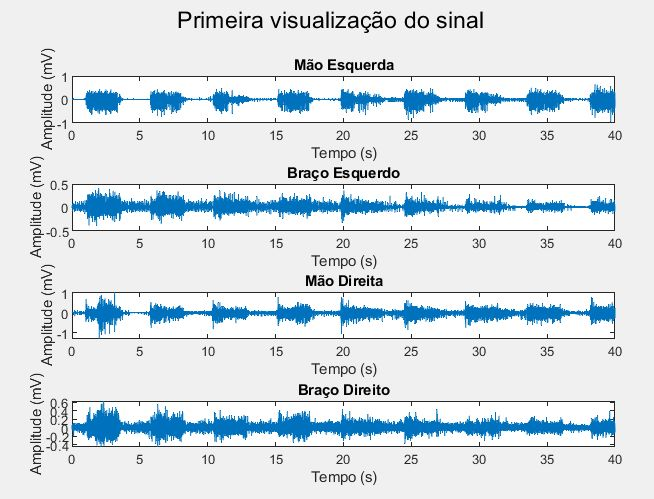 Primeira visualização do sinal
Mão Esquerda
Amplitude (mV)
1
0
-1
0 5 10 15 20 25 30 35 40
Tempo (s)
Braço Esquerdo
Amplitude (mV)
0.5
0
-0.5
0 5 10 15 20 25 30 35 40
Tempo (s)
Mão Direita
Amplitude (mV)
1
0
-1
0 5 10 15 20 25 30 35 40
Tempo (s)
Braço Direito
Amplitude (mV)
0.6
0.4
0.2
0
-0.2
-0.4
0 5 10 15 20 25 30 35 40
Tempo (s)